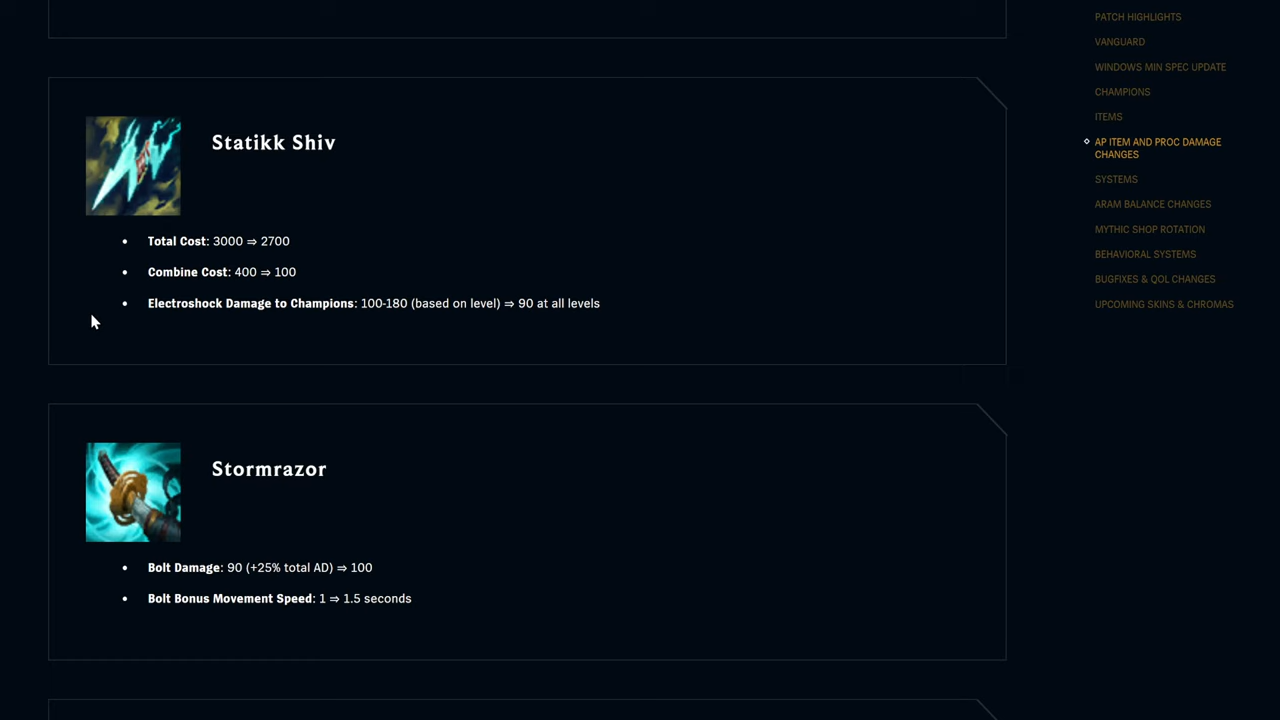 Statikk Shiv
Total Cost: 3000 ⇒ 2700
Combine Cost: 400 ⇒ 100
Electroshock Damage to Champions: 100-180 (based on level) ⇒ 90 at all levels
Stormrazor
Bolt Damage: 90 (+25% total AD) ⇒ 100
Bolt Bonus Movement Speed: 1 ⇒ 1.5 seconds
PATCH HIGHLIGHTS
VANGUARD
WINDOWS MIN SPEC UPDATE
CHAMPIONS
ITEMS
AP ITEM AND PROC DAMAGE
CHANGES
SYSTEMS
ARAM BALANCE CHANGES
MYTHIC SHOP ROTATION
BEHAVIORAL SYSTEMS
BUGFIXES & QOL CHANGES
UPCOMING SKINS & CHROMAS